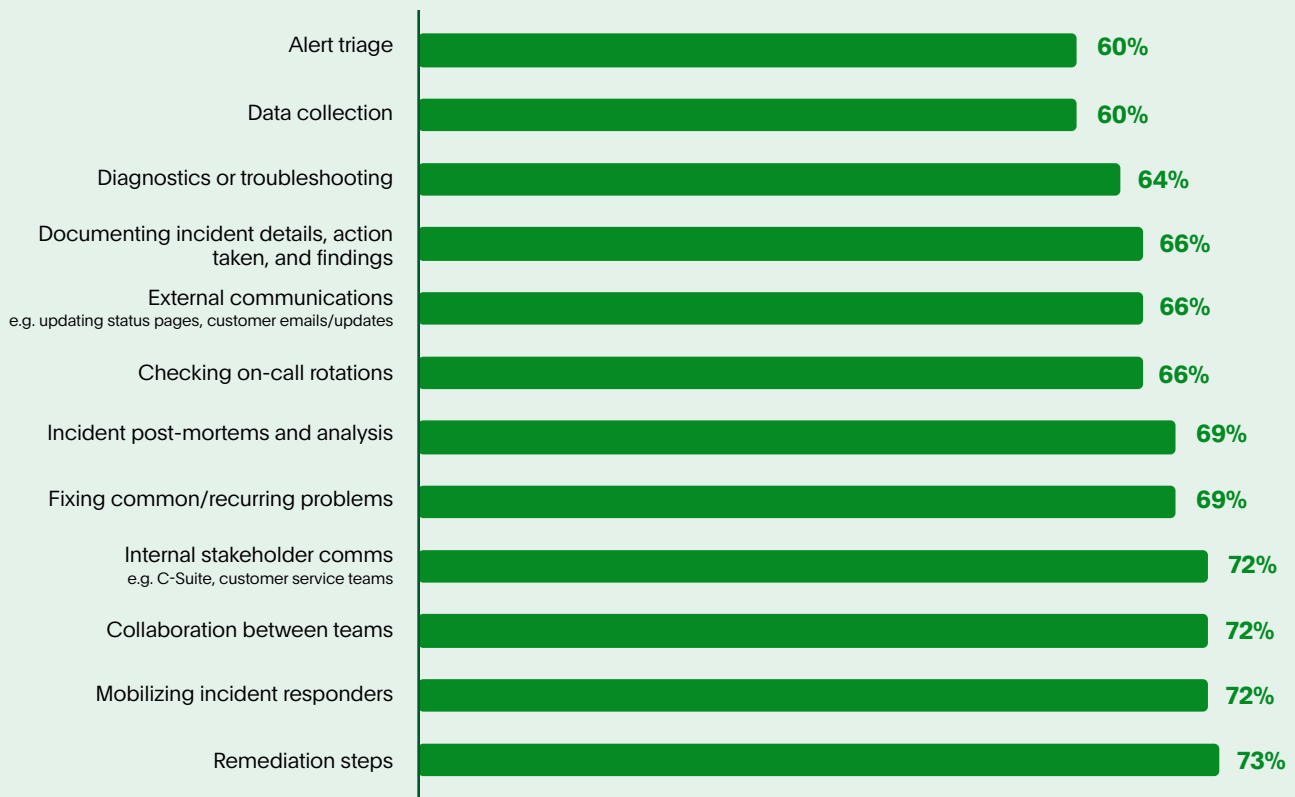 Alert triage
60%
Data collection
60%
Diagnostics or troubleshooting
64%
Documenting incident details, action
taken, and findings
66%
External communications
e.g. updating status pages, customer emails/updates
66%
Checking on-call rotations
66%
Incident post-mortems and analysis
69%
Fixing common/recurring problems
69%
Internal stakeholder comms
e.g. C-Suite, customer service teams
72%
Collaboration between teams
72%
Mobilizing incident responders
72%
Remediation steps
73%